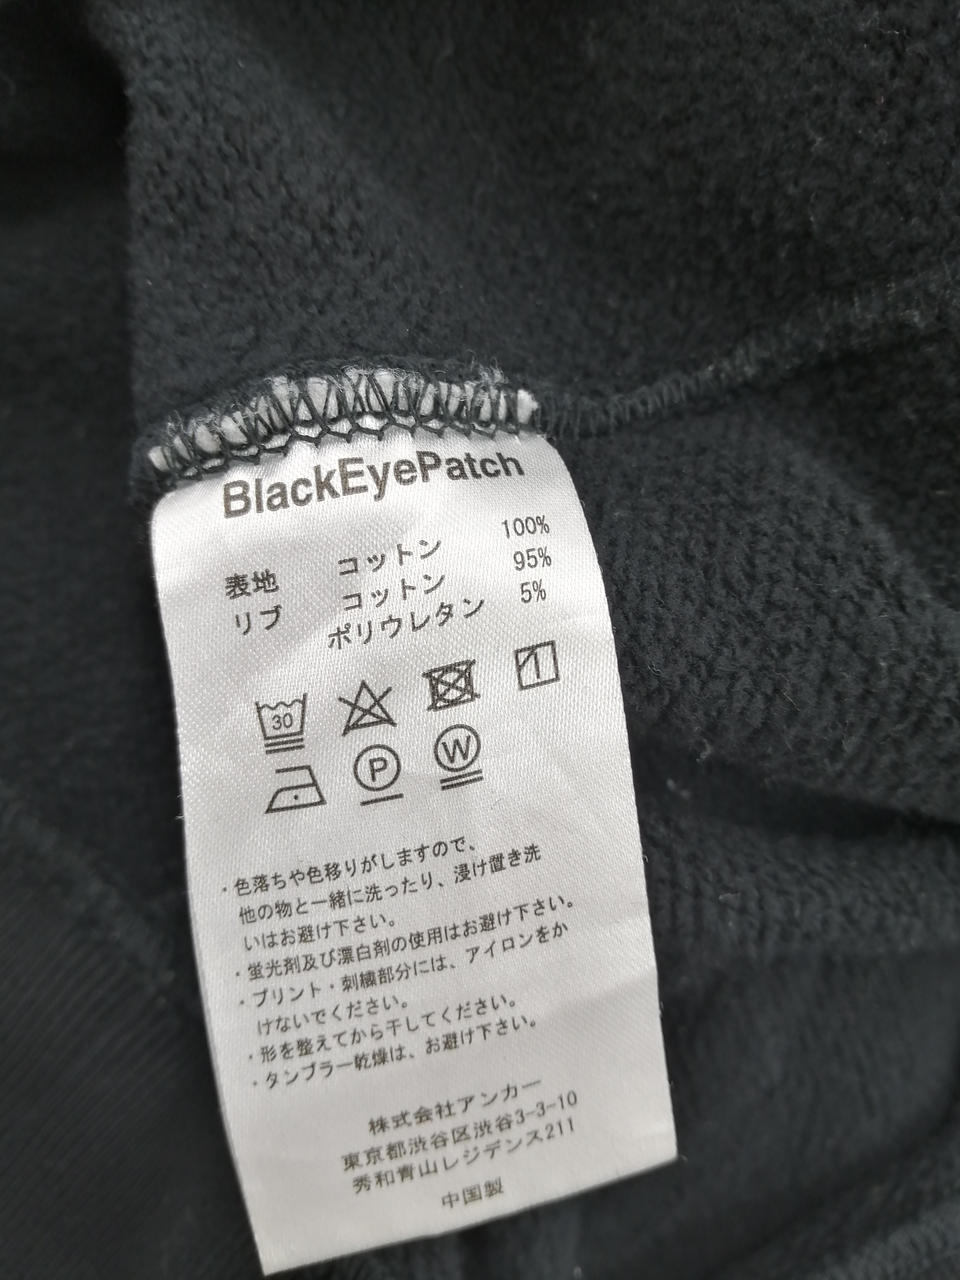 BlackEyePatch
表地 コットン 100%
リブ コットン 95%
ポリウレタン 5%
30
P W
・色落ちや色移りがしますので、
他の物と一緒に洗ったり、浸け置き洗
いはお避け下さい。
・蛍光剤及び漂白剤の使用はお避け下さい。
・プリント・刺繍部分には、アイロンをか
けないでください。
・形を整えてから干してください。
・タンブラー乾燥は、お避け下さい。
株式会社アンカー
東京都渋谷区渋谷3-3-10
秀和青山レジデンス211
中国製